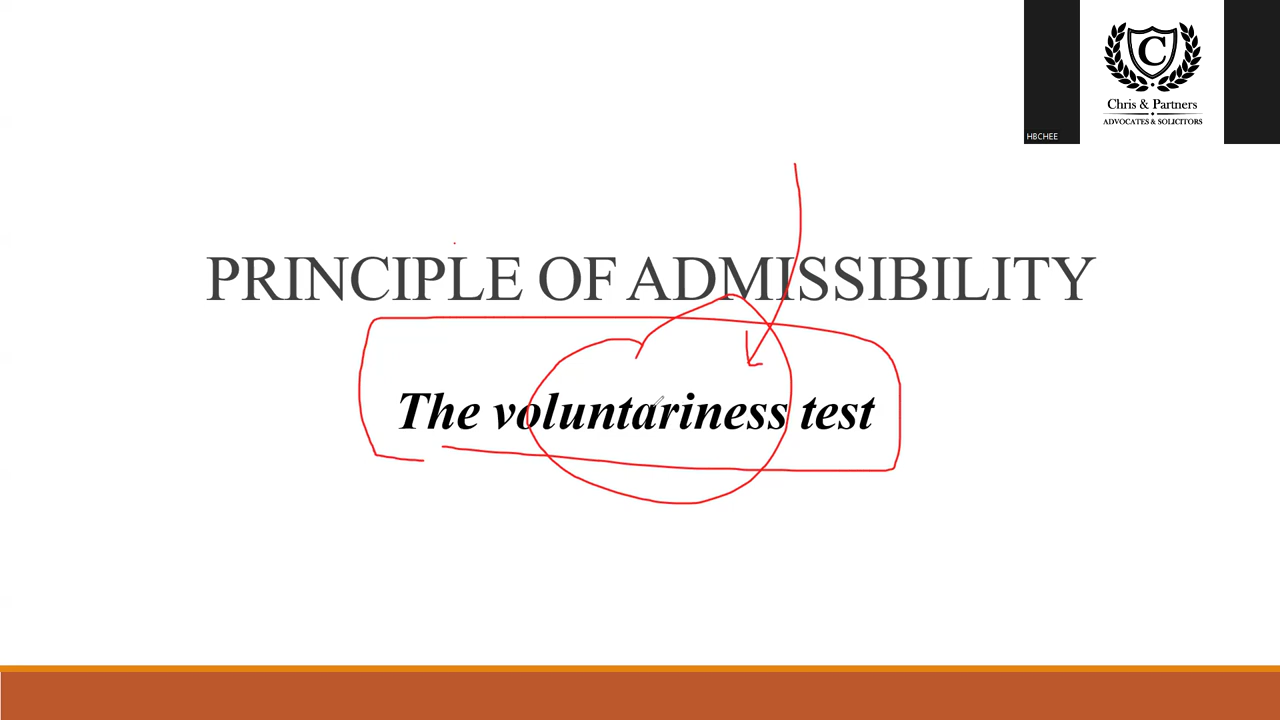 C
Chris & Partners
ADVOCATES & SOLICITORS
HBCHEE
PRINCIPLE OF ADMISSIBILITY
The voluntariness test